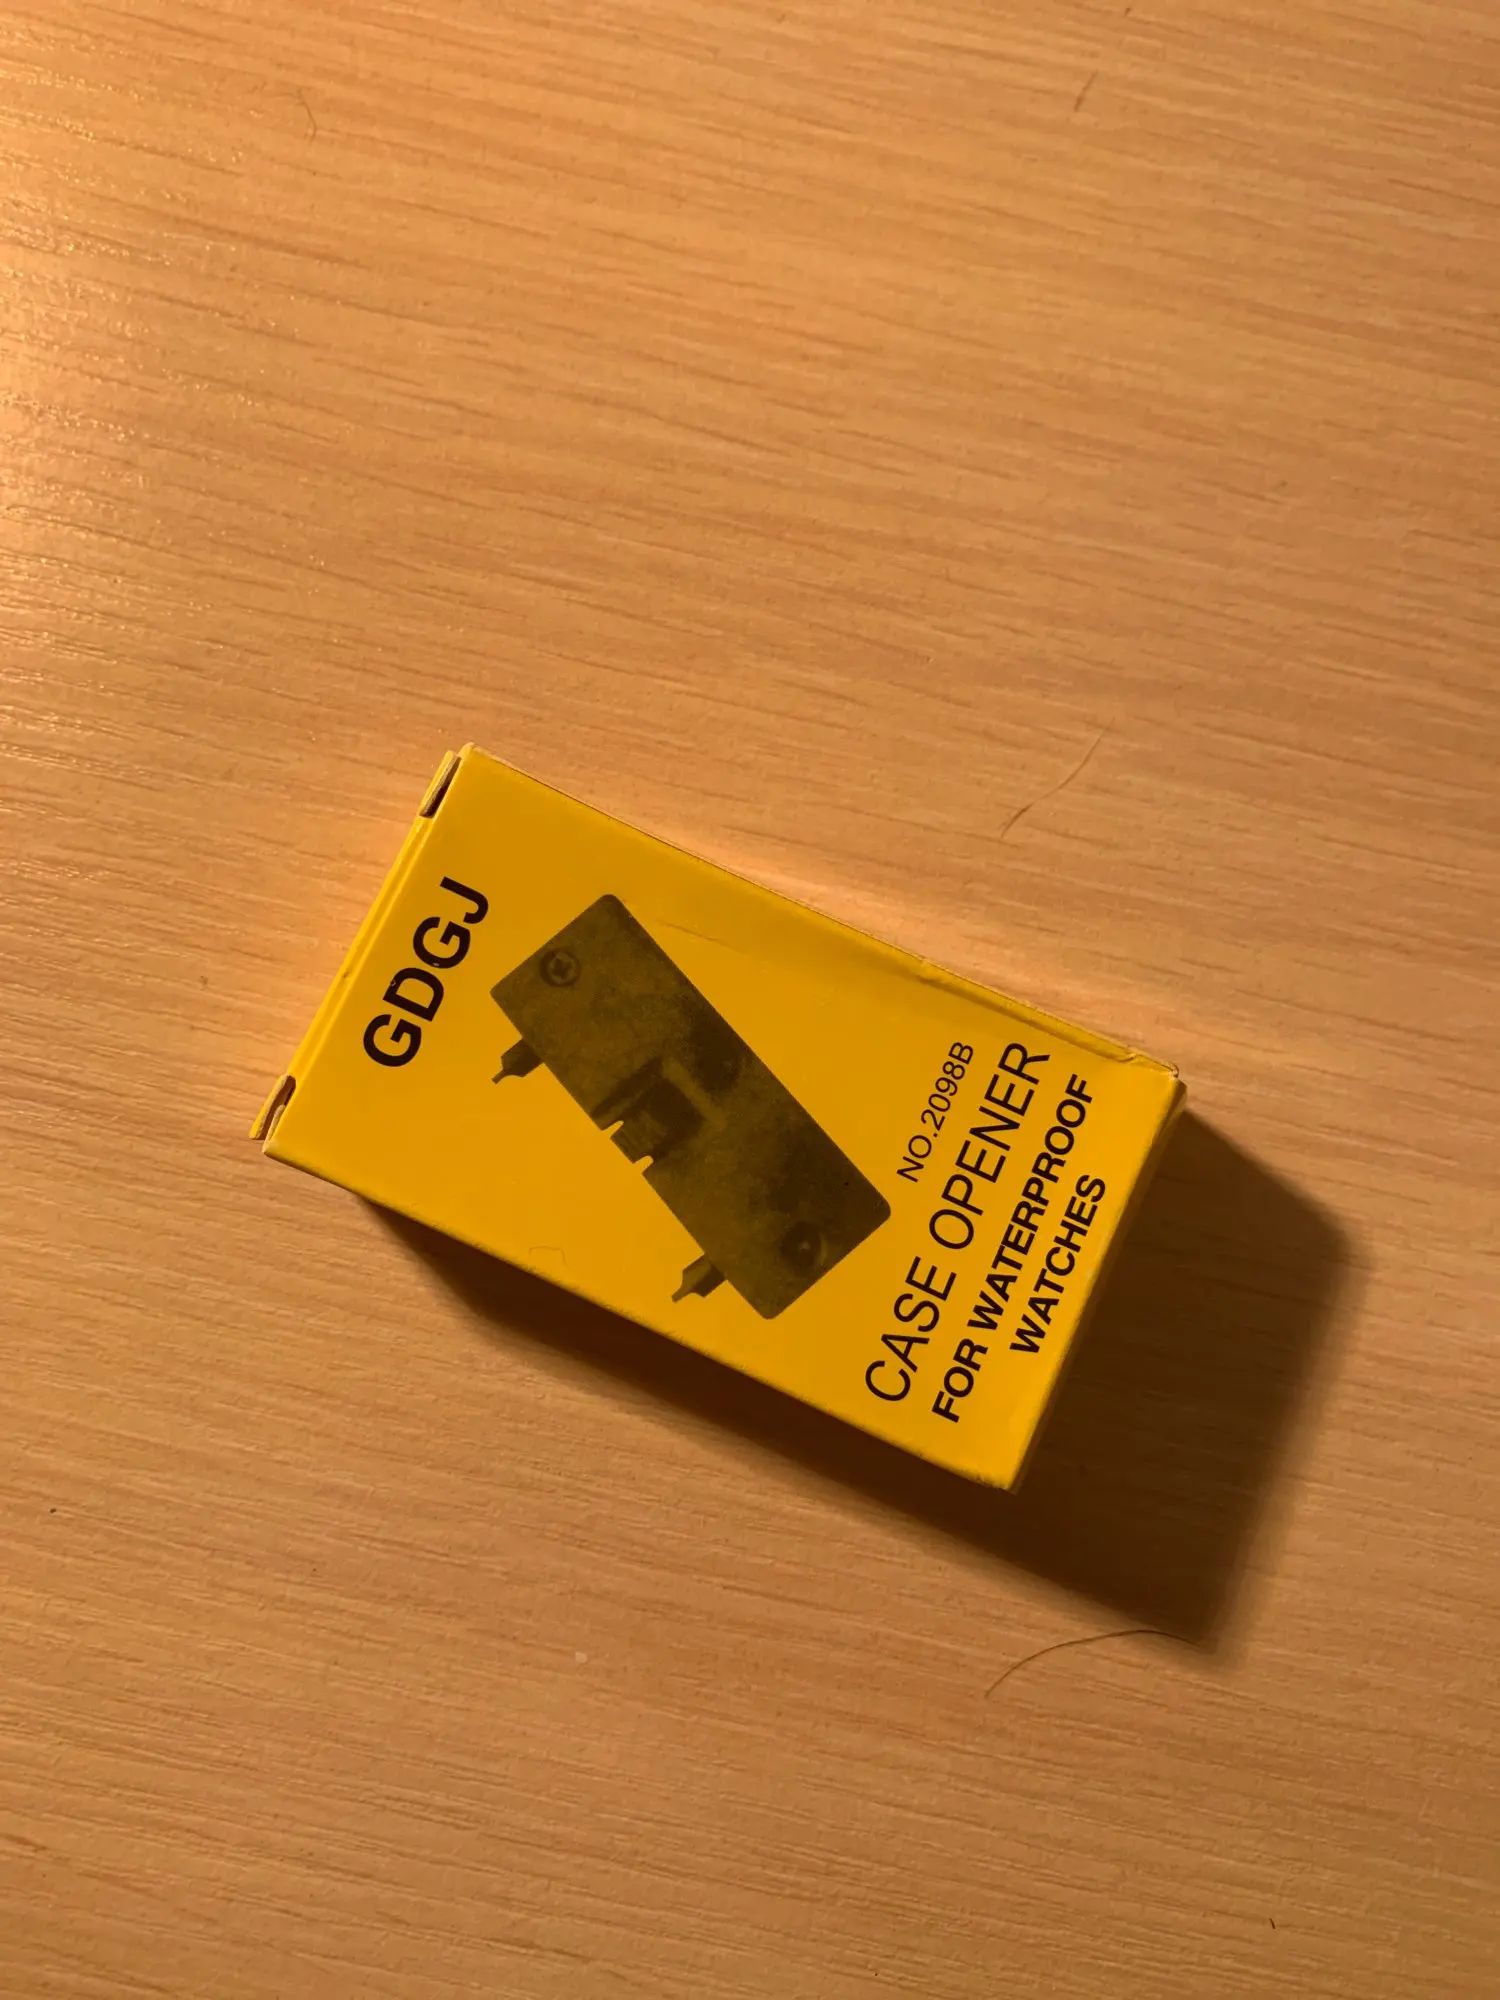 GDGJ
NO.2098B
CASE OPENER
FOR WATERPROOF
WATCHES